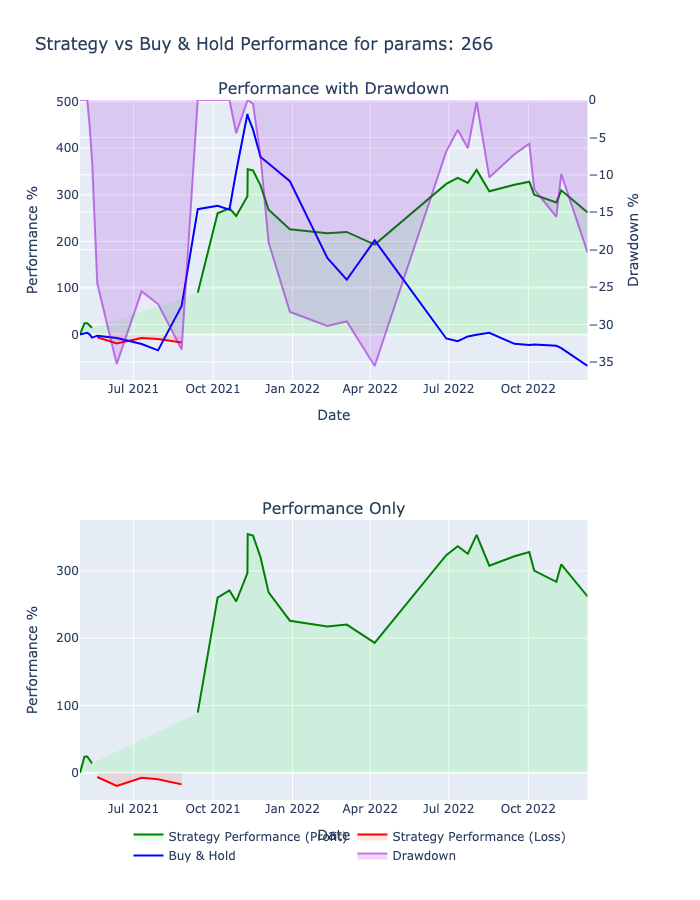 Strategy vs Buy & Hold Performance for params: 266
Performance with Drawdown
500
400
300
200
100
0
Performance %
0
−5
−10
−15
−20
−25
−30
−35
Drawdown %
Jul 2021
Oct 2021
Jan 2022
Apr 2022
Jul 2022
Oct 2022
Date
Performance Only
300
200
100
0
Performance %
Jul 2021
Oct 2021
Jan 2022
Apr 2022
Jul 2022
Oct 2022
Date
Strategy Performance (Profit)
Strategy Performance (Loss)
Buy & Hold
Drawdown